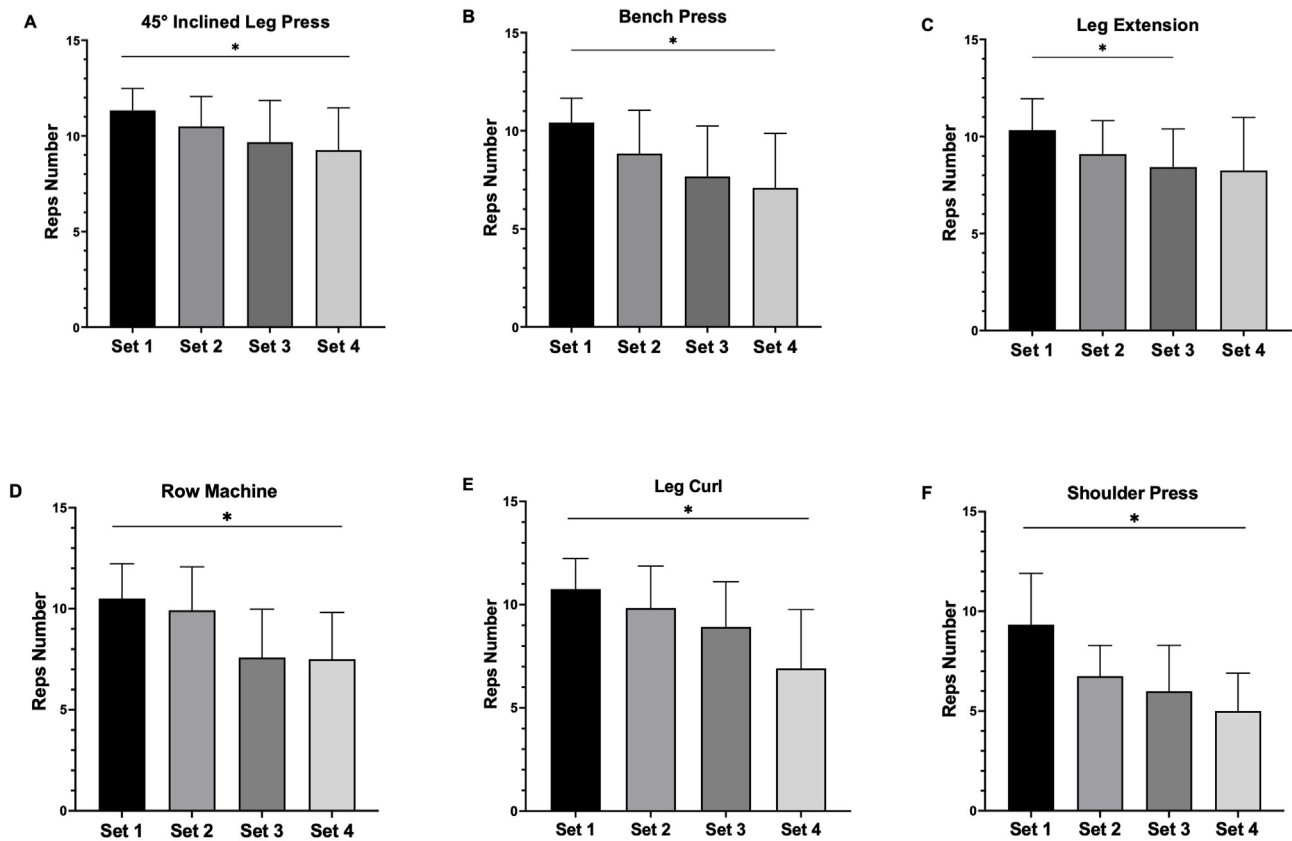 A
45° Inclined Leg Press
*
15
10
5
0
Reps Number
Set 1 Set 2 Set 3 Set 4
B
Bench Press
*
15
10
5
0
Reps Number
Set 1 Set 2 Set 3 Set 4
C
Leg Extension
*
15
10
5
0
Reps Number
Set 1 Set 2 Set 3 Set 4
D
Row Machine
*
15
10
5
0
Reps Number
Set 1 Set 2 Set 3 Set 4
E
Leg Curl
*
15
10
5
0
Reps Number
Set 1 Set 2 Set 3 Set 4
F
Shoulder Press
*
15
10
5
0
Reps Number
Set 1 Set 2 Set 3 Set 4